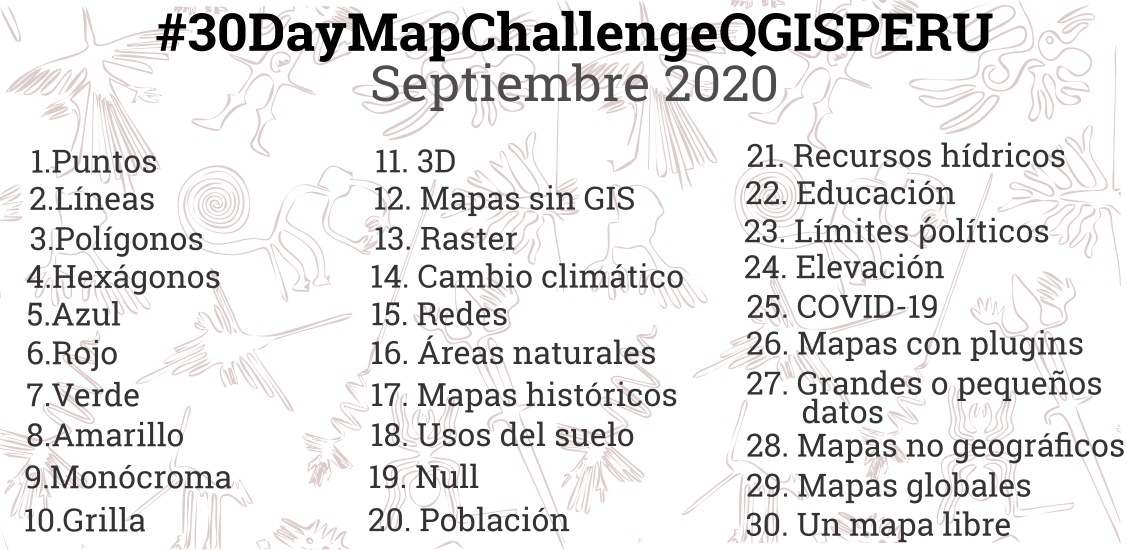 #30DayMapChallengeQGISPERU
Septiembre 2020
1.Puntos
2.Líneas
3.Polígonos
4.Hexágonos
5.Azul
6.Rojo
7.Verde
8.Amarillo
9.Monócroma
10.Grilla
11. 3D
12. Mapas sin GIS
13. Raster
14. Cambio climático
15. Redes
16. Áreas naturales
17. Mapas históricos
18. Usos del suelo
19. Null
20. Población
21. Recursos hídricos
22. Educación
23. Límites ṕolíticos
24. Elevación
25. COVID-19
26. Mapas con plugins
27. Grandes o pequeños
datos
28. Mapas no geográficos
29. Mapas globales
30. Un mapa libre